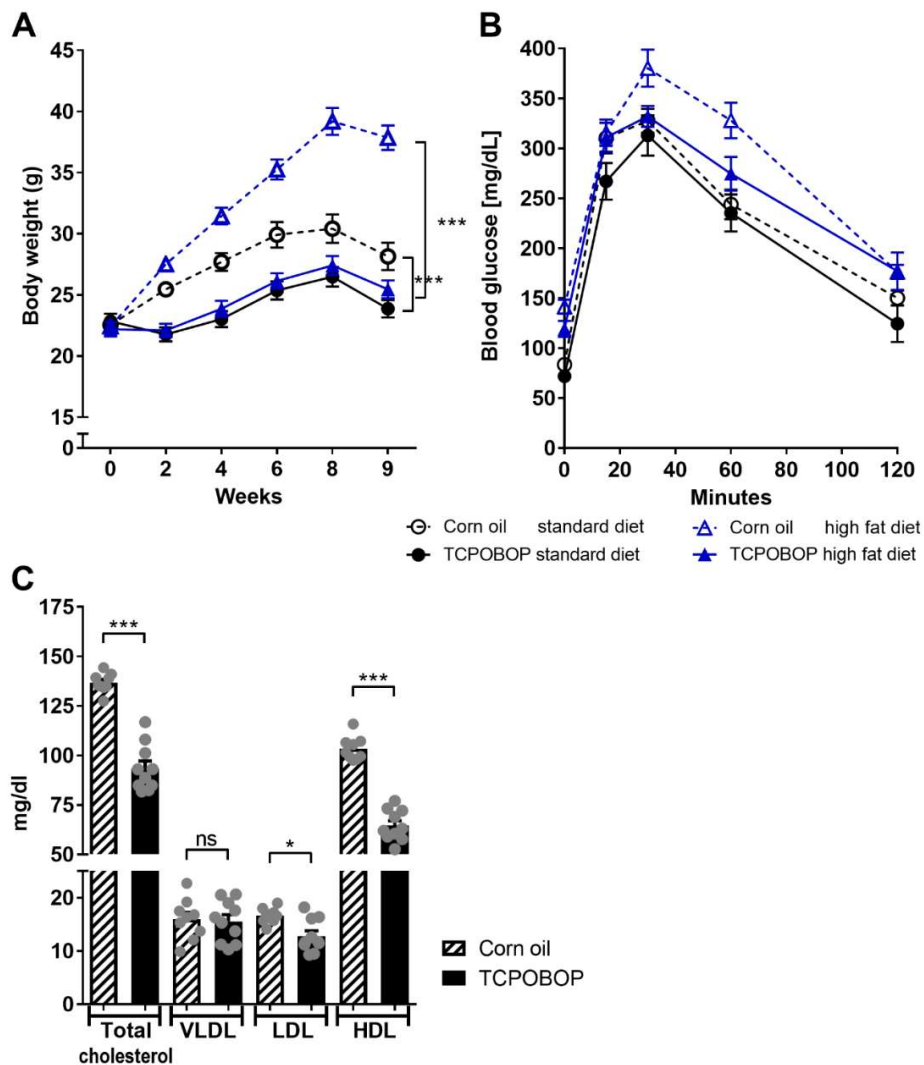 A
Body weight (g)
45
40
35
30
25
20
15
0
0 2 4 6 8 9
Weeks
***
***
B
Blood glucose [mg/dL]
400
350
300
250
200
150
100
50
0
0 20 40 60 80 100 120
Minutes
Corn oil standard diet
TCPOBOP standard diet
Corn oil high fat diet
TCPOBOP high fat diet
C
mg/dl
175
150
125
100
75
50
20
10
0
***
ns
*
***
Total cholesterol
VLDL
LDL
HDL
Corn oil
TCPOBOP